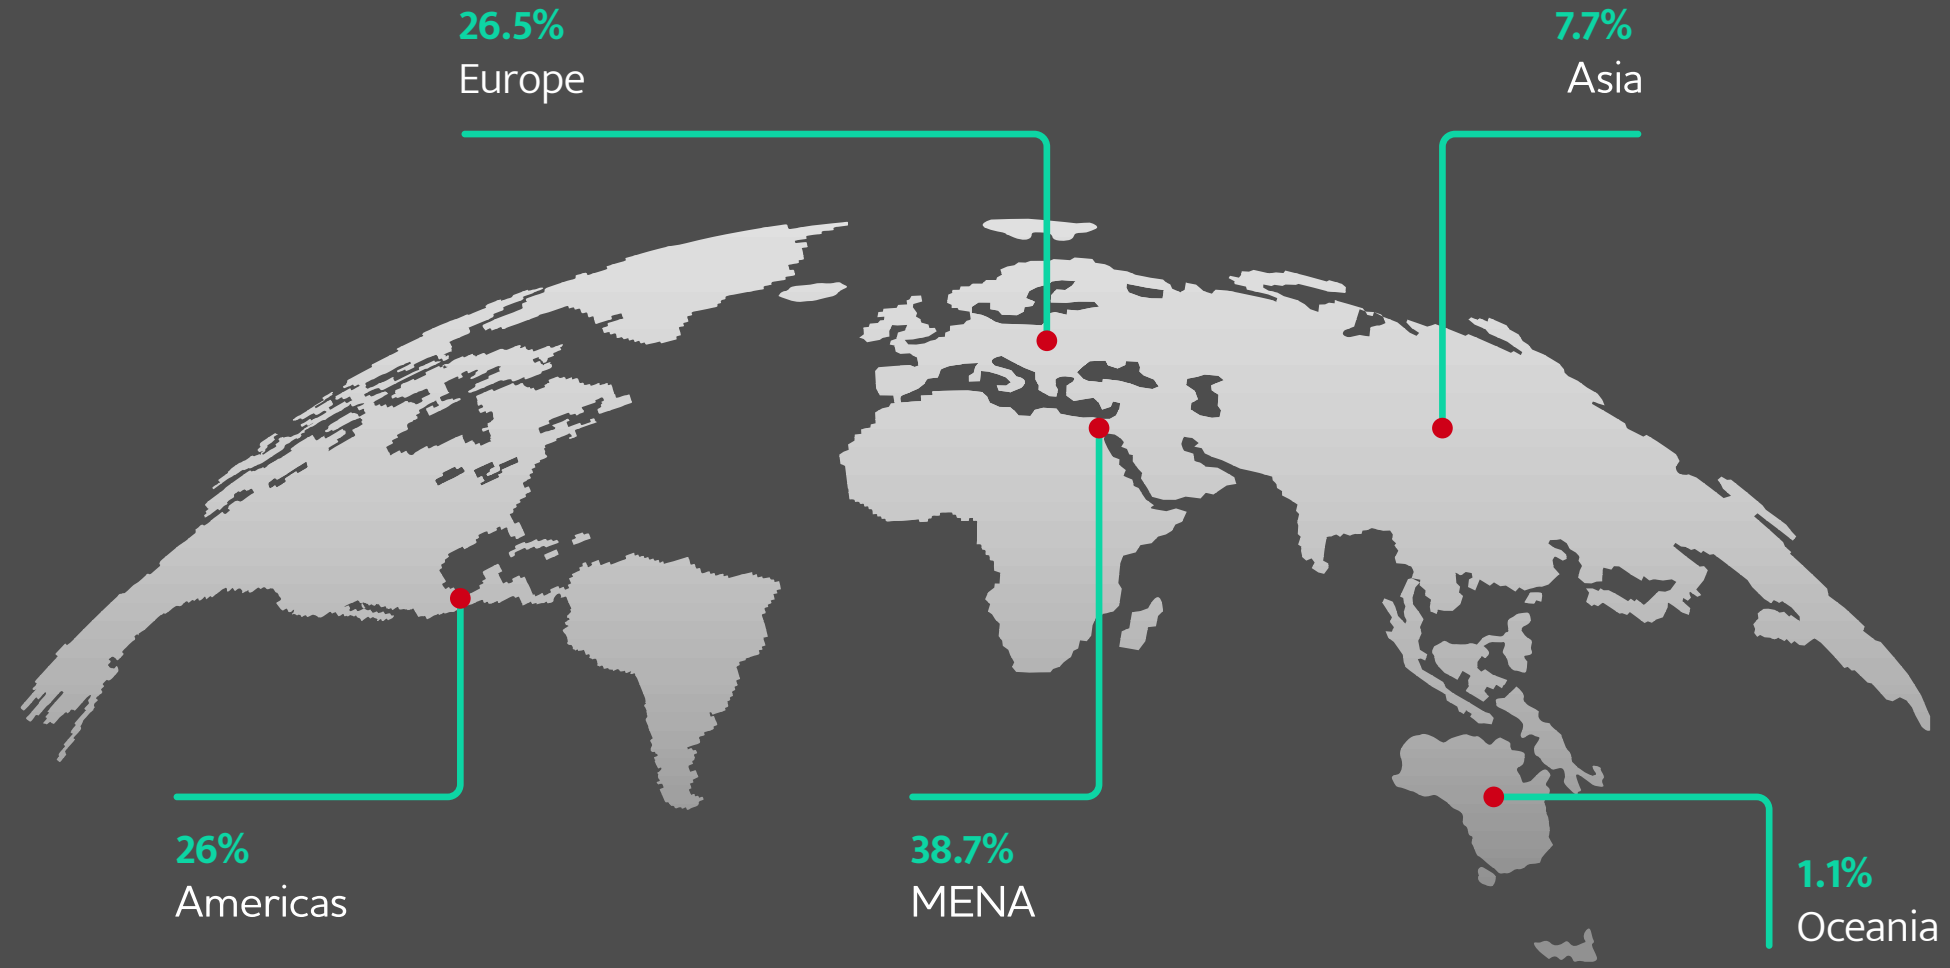 26.5%
Europe
7.7%
Asia
26%
Americas
38.7%
MENA
1.1%
Oceania